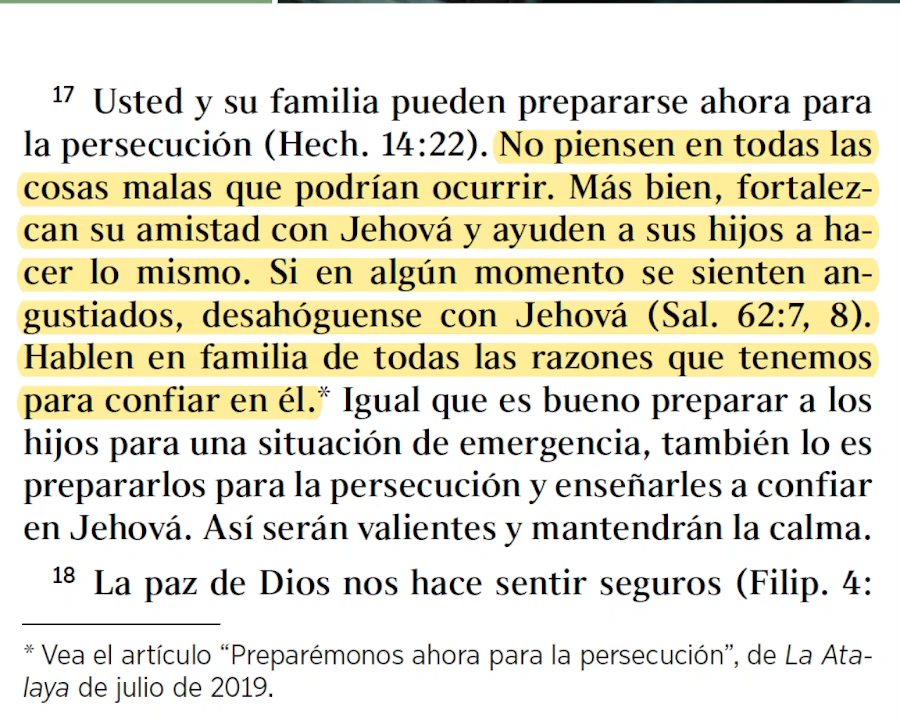 17 Usted y su familia pueden prepararse ahora para
la persecución (Hech. 14:22). No piensen en todas las
cosas malas que podrían ocurrir. Más bien, fortalez-
can su amistad con Jehová y ayuden a sus hijos a ha-
cer lo mismo. Si en algún momento se sienten an-
gustiados, desahóguense con Jehová (Sal. 62:7, 8).
Hablen en familia de todas las razones que tenemos
para confiar en él.* Igual que es bueno preparar a los
hijos para una situación de emergencia, también lo es
prepararlos para la persecución y enseñarles a confiar
en Jehová. Así serán valientes y mantendrán la calma.
18 La paz de Dios nos hace sentir seguros (Filip. 4:
* Vea el artículo “Preparémonos ahora para la persecución”, de La Ata-
laya de julio de 2019.